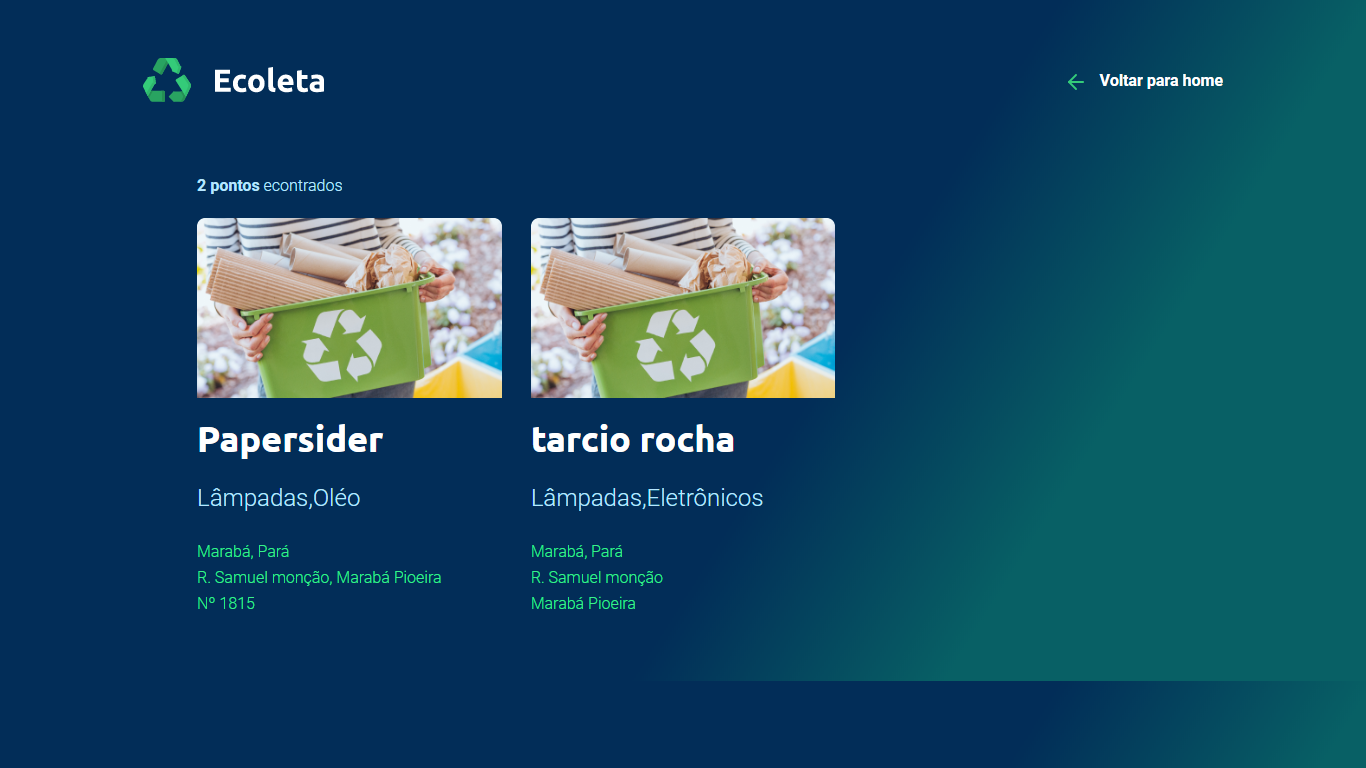 Ecoleta
Voltar para home
2 pontos econtrados
Papersider
Lâmpadas,Oléo
Marabá, Pará
R. Samuel monção, Marabá Pioeira
Nº 1815
tarcio rocha
Lâmpadas,Eletrônicos
Marabá, Pará
R. Samuel monção
Marabá Pioeira